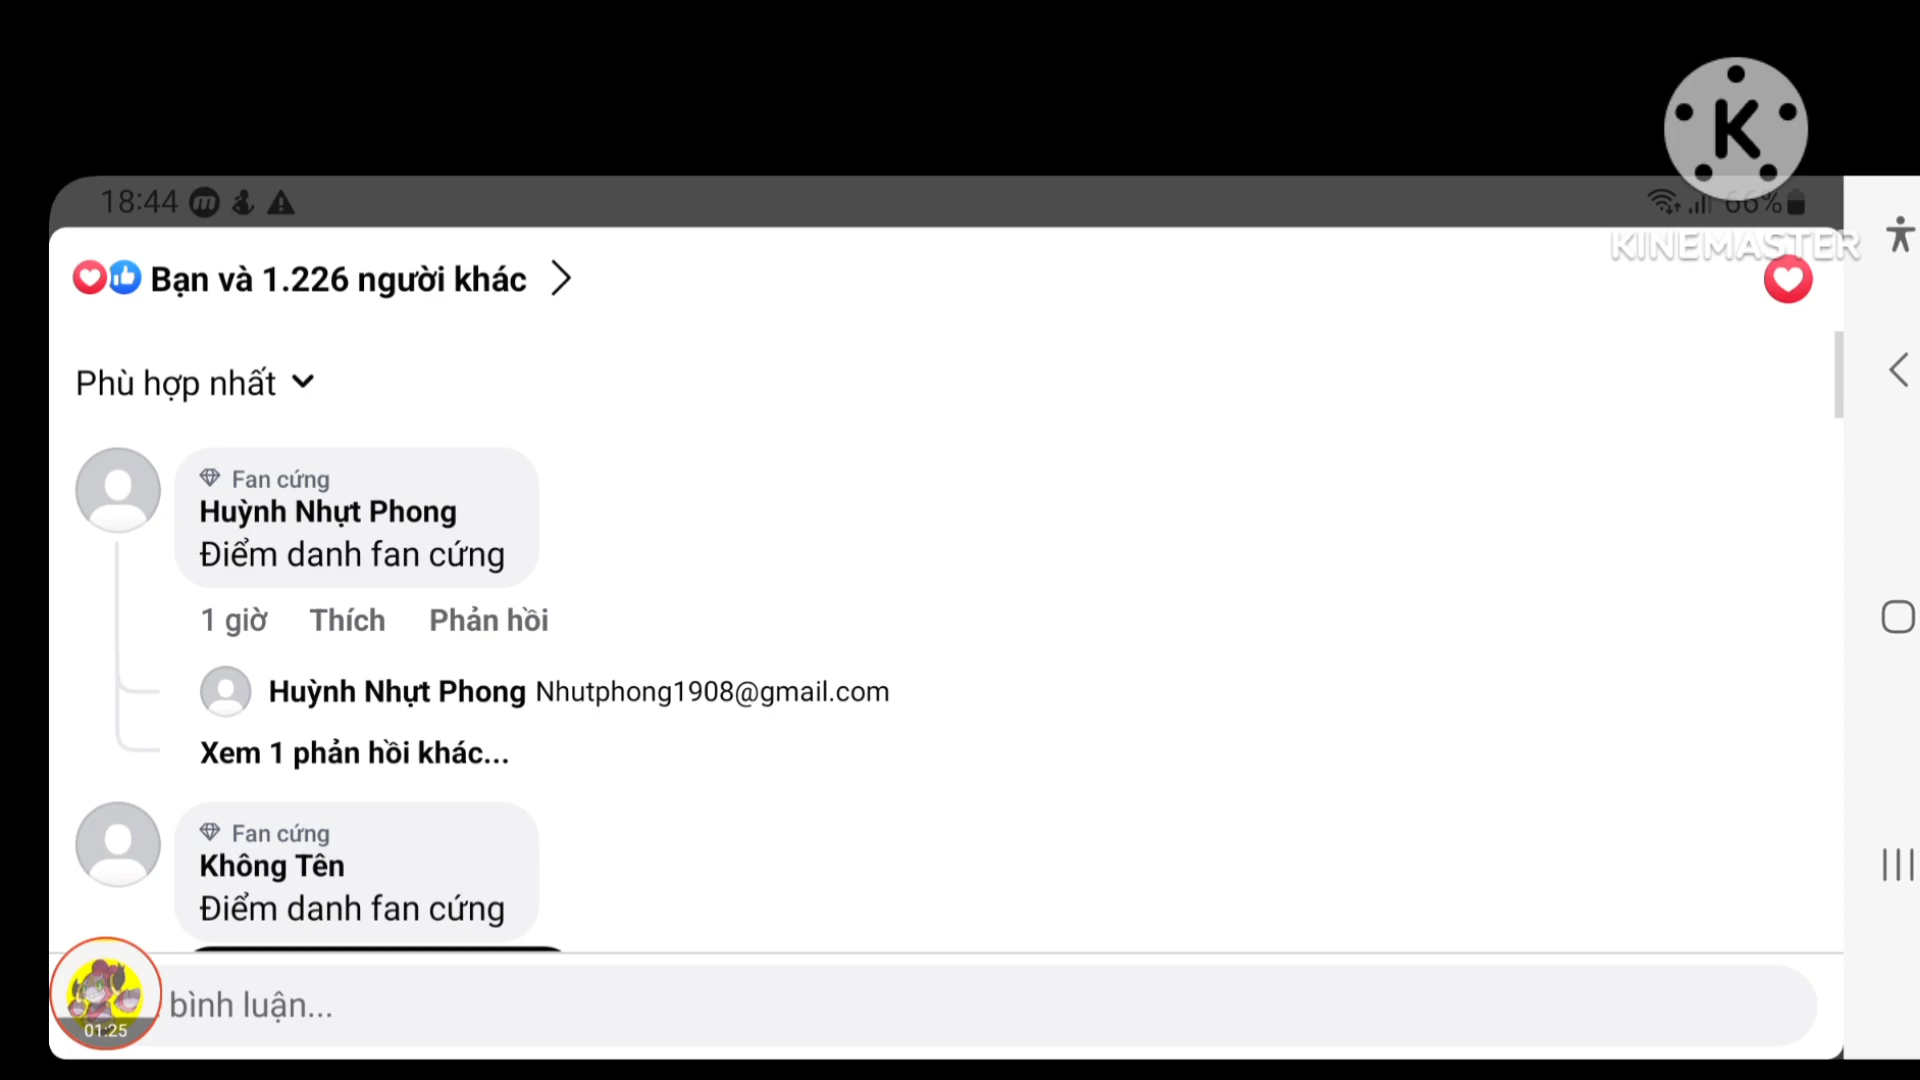 K
KINEMASTER
18:44
66%
Bạn và 1.226 người khác
Phù hợp nhất
Fan cứng
Huỳnh Nhựt Phong
Điểm danh fan cứng
1 giờ Thích Phản hồi
Huỳnh Nhựt Phong Nhutphong1908@gmail.com
Xem 1 phản hồi khác...
Fan cứng
Không Tên
Điểm danh fan cứng
bình luận...
01:25